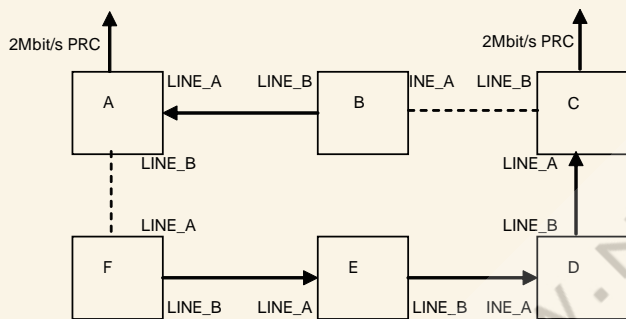 2Mbit/s PRC 2Mbit/s PRC
LINE_A LINE_B INE_A LINE_B
A B C
LINE_B LINE_A
LINE_A LINE_B
F E D
LINE_B LINE_A LINE_B INE_A